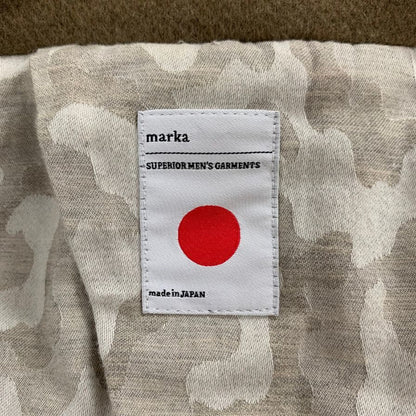 marka
SUPERIOR MEN'S GARMENTS
made in JAPAN